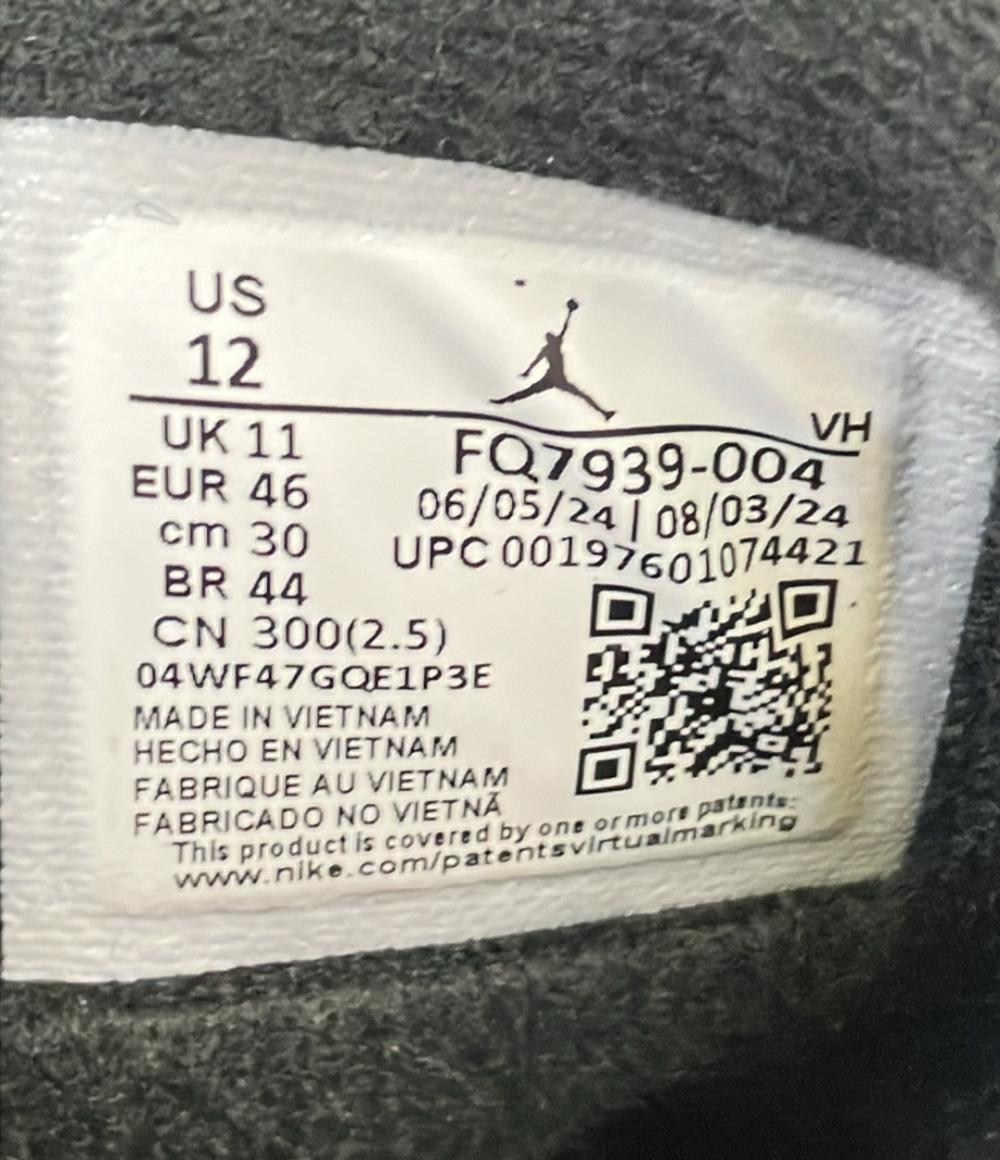 US
12
VH
UK 11
EUR 46
cm 30
BR 44
CN 300(2.5)
FQ7939-004
06/05/24 | 08/03/24
UPC 00197601074421
04WF47GQE1P3E
MADE IN VIETNAM
HECHO EN VIETNAM
FABRIQUE AU VIETNAM
FABRICADO NO VIETNÃ
This product is covered by one or more patents:
www.nike.com/patentsvirtualmarking